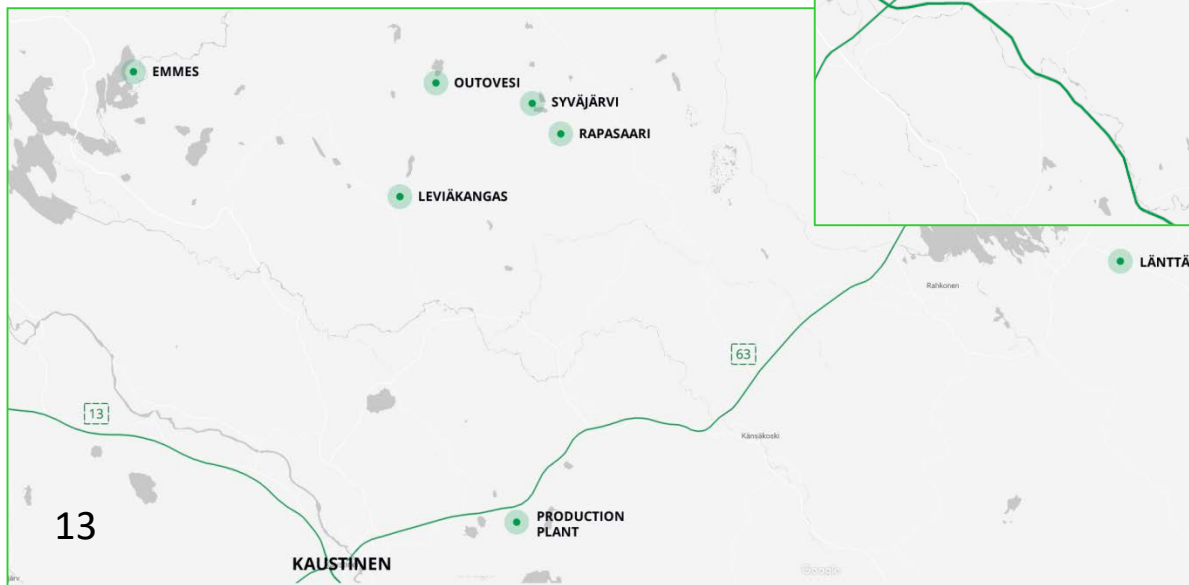 EMMES
OUTOVESI
SYVÄJÄRVI
RAPASAARI
LEVIÄKANGAS
LÄNTTÄ
Rahkonen
63
13
Känsäkoski
PRODUCTION
PLANT
13
KAUSTINEN
Google